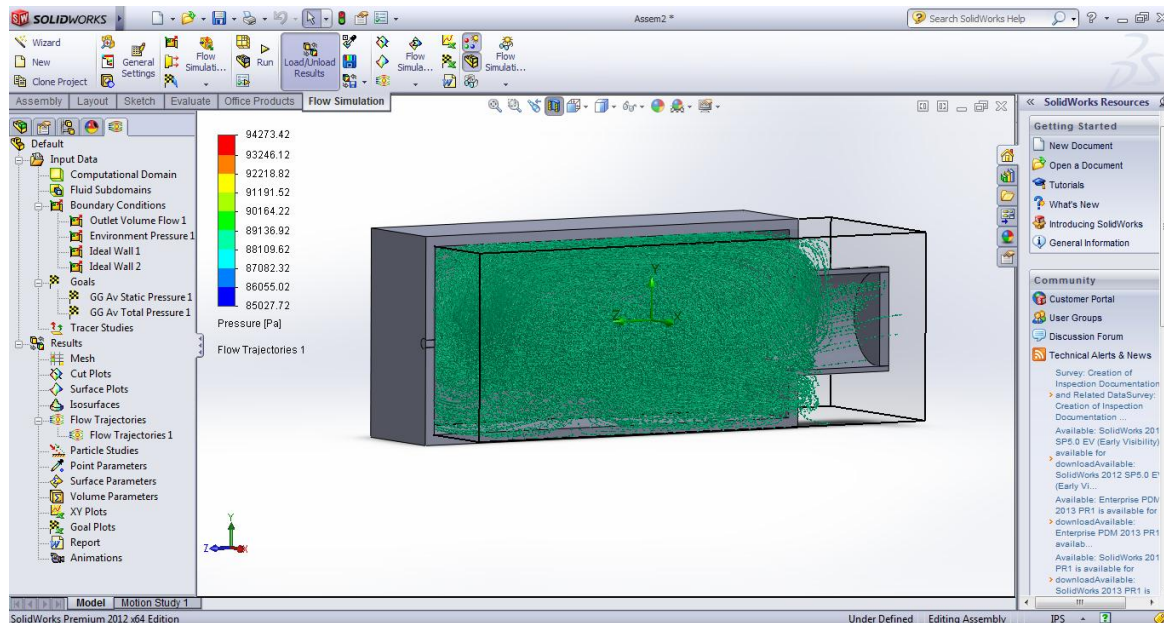 SOLIDWORKS
Assem2 *
Search SolidWorks Help
Wizard
New
Clone Project
General Settings
Flow Simulati...
Run
Load/Unload Results
Flow Simula...
Flow Simulati...
Assembly Layout Sketch Evaluate Office Products Flow Simulation
Default
Input Data
Computational Domain
Fluid Subdomains
Boundary Conditions
Outlet Volume Flow 1
Environment Pressure 1
Ideal Wall 1
Ideal Wall 2
Goals
GG Av Static Pressure 1
GG Av Total Pressure 1
Tracer Studies
Results
Mesh
Cut Plots
Surface Plots
Isosurfaces
Flow Trajectories
Flow Trajectories 1
Particle Studies
Point Parameters
Surface Parameters
Volume Parameters
XY Plots
Goal Plots
Report
Animations
94273.42
93246.12
92218.82
91191.52
90164.22
89136.92
88109.62
87082.32
86055.02
85027.72
Pressure [Pa]
Flow Trajectories 1
Y
Z
X
Y
Z
X
SolidWorks Resources
Getting Started
New Document
Open a Document
Tutorials
What's New
Introducing SolidWorks
General Information
Community
Customer Portal
User Groups
Discussion Forum
Technical Alerts & News
Survey: Creation of
Inspection Documentation
and Related DataSurvey:
Creation of Inspection
Documentation ...
Available: SolidWorks 201
SP5.0 EV (Early Visibility)
available for
downloadAvailable:
SolidWorks 2012 SP5.0 E
(Early Vi...
Available: Enterprise PDM
2013 PR1 is available for
downloadAvailable:
Enterprise PDM 2013 PR1
availab...
Available: SolidWorks 201
PR1 is available for
downloadAvailable:
SolidWorks 2013 PR1 is
Model Motion Study 1
SolidWorks Premium 2012 x64 Edition
Under Defined Editing Assembly IPS